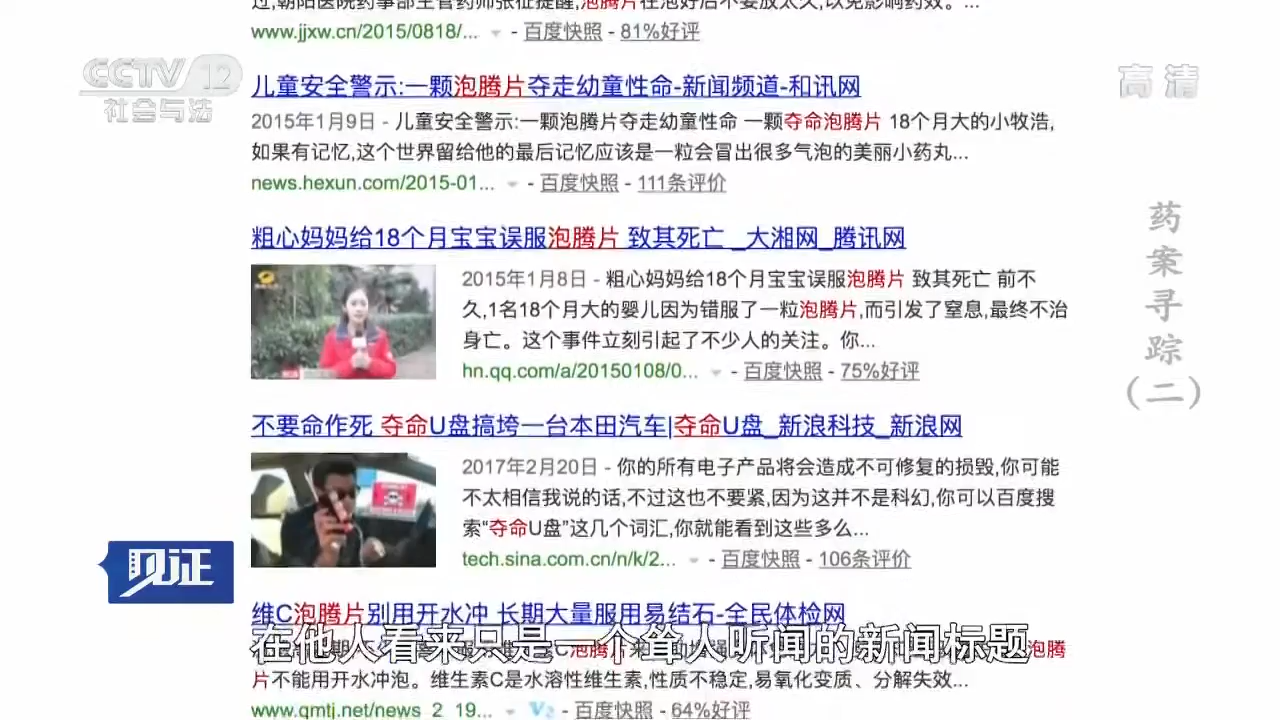 过,朝阳医院药事部主管药师张征提醒,泡腾片在泡好后不要放太久,以免影响药效。...
www.jjxw.cn/2015/0818/... - 百度快照 - 81%好评
CCTV 12
社会与法
高清
儿童安全警示:一颗泡腾片夺走幼童性命-新闻频道-和讯网
2015年1月9日 - 儿童安全警示:一颗泡腾片夺走幼童性命 一颗夺命泡腾片 18个月大的小牧浩,
如果有记忆,这个世界留给他的最后记忆应该是一粒会冒出很多气泡的美丽小药丸...
news.hexun.com/2015-01... - 百度快照 - 111条评价
药案寻踪(二)
粗心妈妈给18个月宝宝误服泡腾片 致其死亡 _大湘网_腾讯网
2015年1月8日 - 粗心妈妈给18个月宝宝误服泡腾片 致其死亡 前不
久,1名18个月大的婴儿因为错服了一粒泡腾片,而引发了窒息,最终不治
身亡。这个事件立刻引起了不少人的关注。你...
hn.qq.com/a/20150108/0... - 百度快照 - 75%好评
不要命作死 夺命U盘搞垮一台本田汽车|夺命U盘_新浪科技_新浪网
2017年2月20日 - 你的所有电子产品将会造成不可修复的损毁,你可能
不太相信我说的话,不过这也不要紧,因为这并不是科幻,你可以百度搜
索“夺命U盘”这几个词汇,你就能看到这些多么...
tech.sina.com.cn/n/k/2... - 百度快照 - 106条评价
见证
维C泡腾片别用开水冲 长期大量服用易结石-全民体检网
在他人看来只是一个耸人听闻的新闻标题
泡腾
片不能用开水冲泡。维生素C是水溶性维生素,性质不稳定,易氧化变质、分解失效...
www.qmtj.net/news_2_19... - 百度快照 - 64%好评